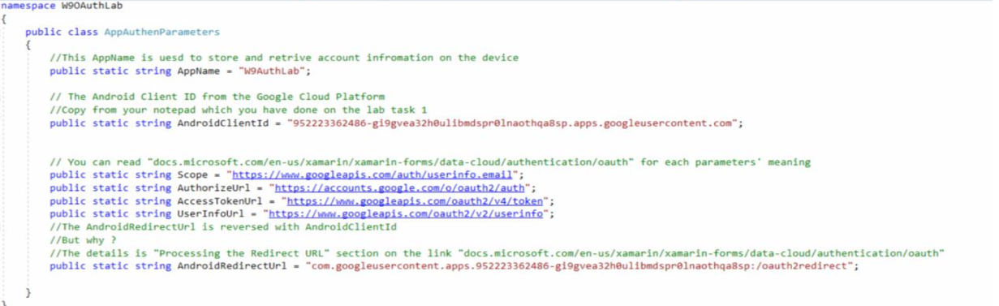 namespace W9OAuthLab
{
public class AppAuthenParameters
{
//This AppName is uesd to store and retrive account infromation on the device
public static string AppName = "W9AuthLab";
// The Android Client ID from the Google Cloud Platform
//Copy from your notepad which you have done on the lab task 1
public static string AndroidClientId = "952223362486-gi9gvea32h0ulibmdspr0lnaothqa8sp.apps.googleusercontent.com";
// You can read "docs.microsoft.com/en-us/xamarin/xamarin-forms/data-cloud/authentication/oauth" for each parameters' meaning
public static string Scope = "https://www.googleapis.com/auth/userinfo.email";
public static string AuthorizeUrl = "https://accounts.google.com/o/oauth2/auth";
public static string AccessTokenUrl = "https://www.googleapis.com/oauth2/v4/token";
public static string UserInfoUrl = "https://www.googleapis.com/oauth2/v2/userinfo";
//The AndroidRedirectUrl is reversed with AndroidClientId
//But why ?
//The details is "Processing the Redirect URL" section on the link "docs.microsoft.com/en-us/xamarin/xamarin-forms/data-cloud/authentication/oauth"
public static string AndroidRedirectUrl = "com.googleusercontent.apps.952223362486-gi9gvea32h0ulibmdspr0lnaothqa8sp:/oauth2redirect";
}
}